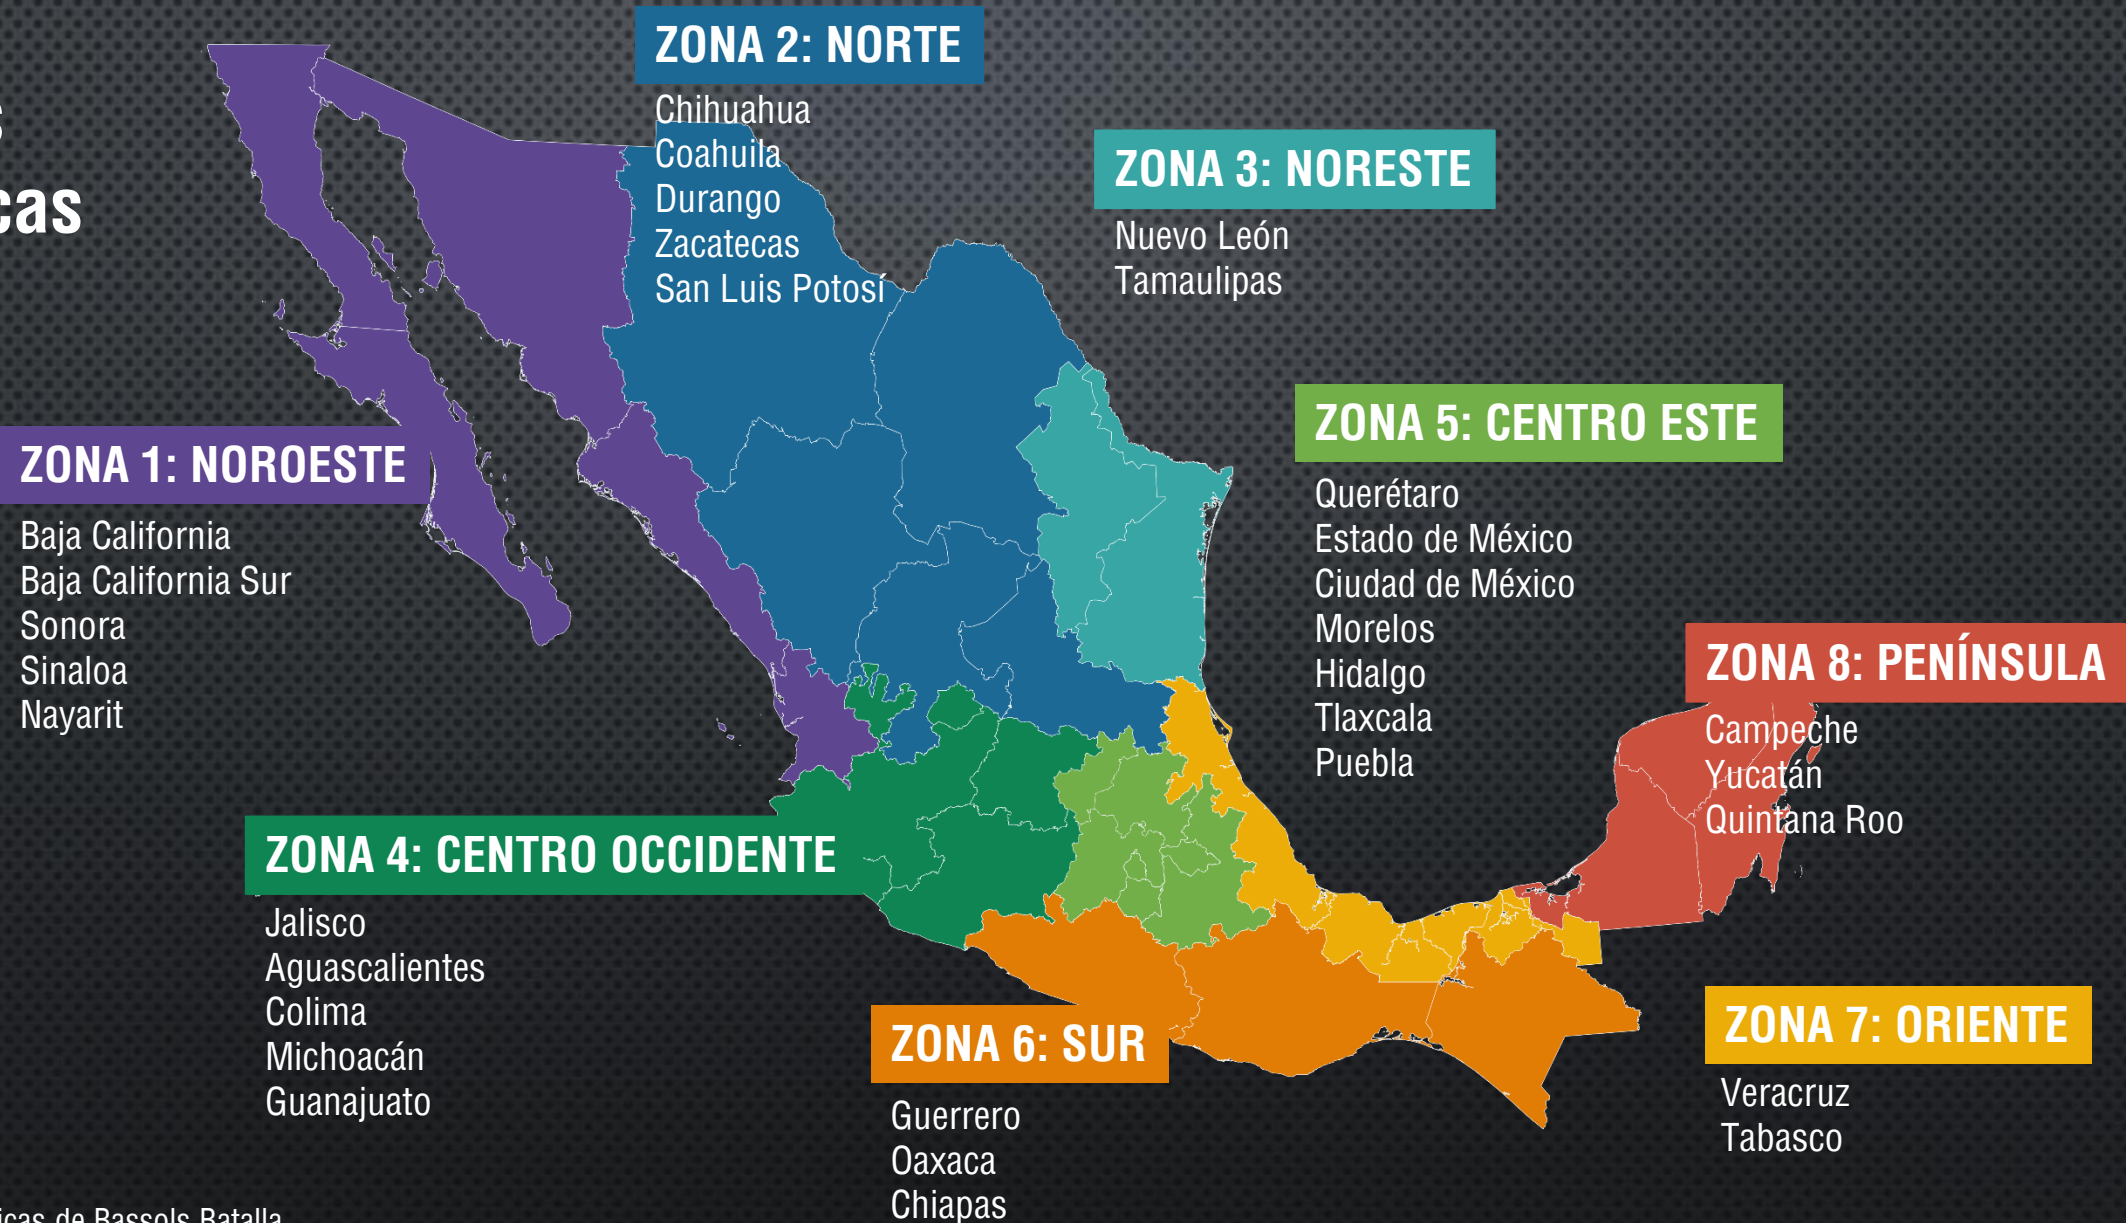 ZONA 2: NORTE
Chihuahua
Coahuila
Durango
Zacatecas
San Luis Potosí
ZONA 3: NORESTE
Nuevo León
Tamaulipas
ZONA 1: NOROESTE
Baja California
Baja California Sur
Sonora
Sinaloa
Nayarit
ZONA 5: CENTRO ESTE
Querétaro
Estado de México
Ciudad de México
Morelos
Hidalgo
Tlaxcala
Puebla
ZONA 8: PENÍNSULA
Campeche
Yucatán
Quintana Roo
ZONA 4: CENTRO OCCIDENTE
Jalisco
Aguascalientes
Colima
Michoacán
Guanajuato
ZONA 6: SUR
Guerrero
Oaxaca
Chiapas
ZONA 7: ORIENTE
Veracruz
Tabasco
de Bassols Batalla